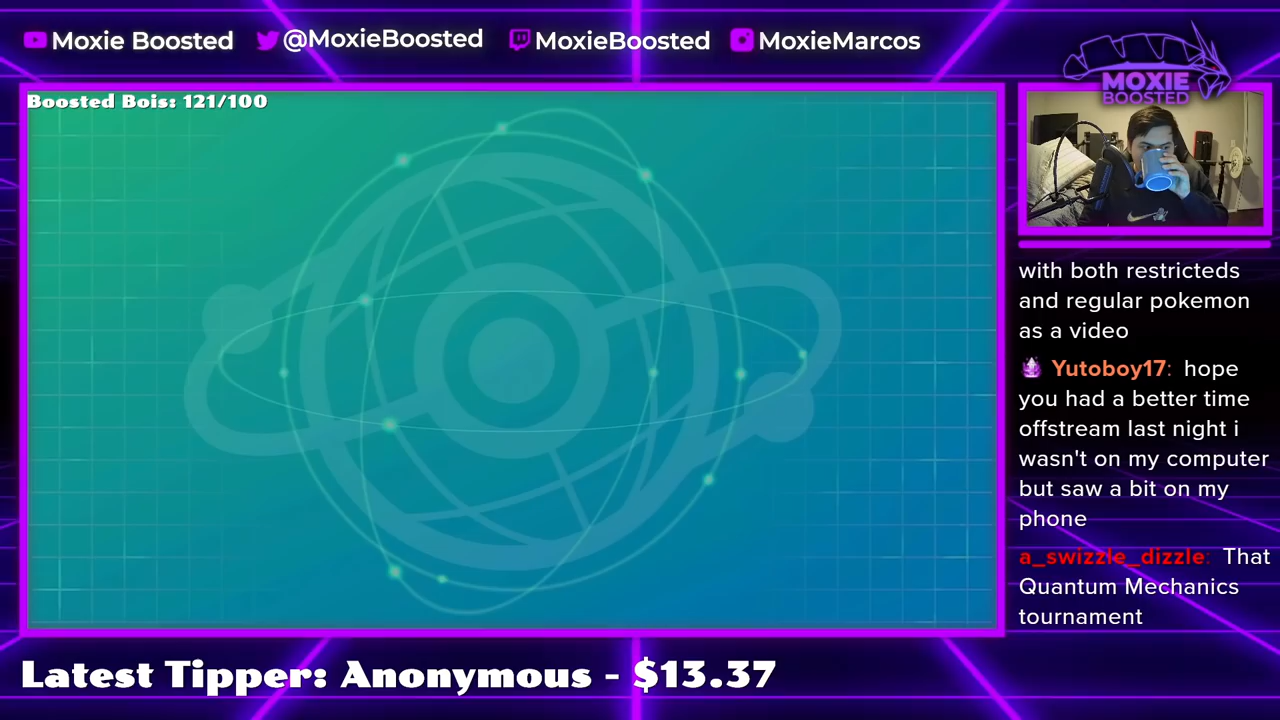 Moxie Boosted
@MoxieBoosted
MoxieBoosted
MoxieMarcos
MOXIE
BOOSTED
Boosted Bois: 121/100
with both restricteds
and regular pokemon
as a video
Yutoboy17: hope
you had a better time
offstream last night i
wasn't on my computer
but saw a bit on my
phone
a_swizzle_dizzle: That
Quantum Mechanics
tournament
Latest Tipper: Anonymous - $13.37